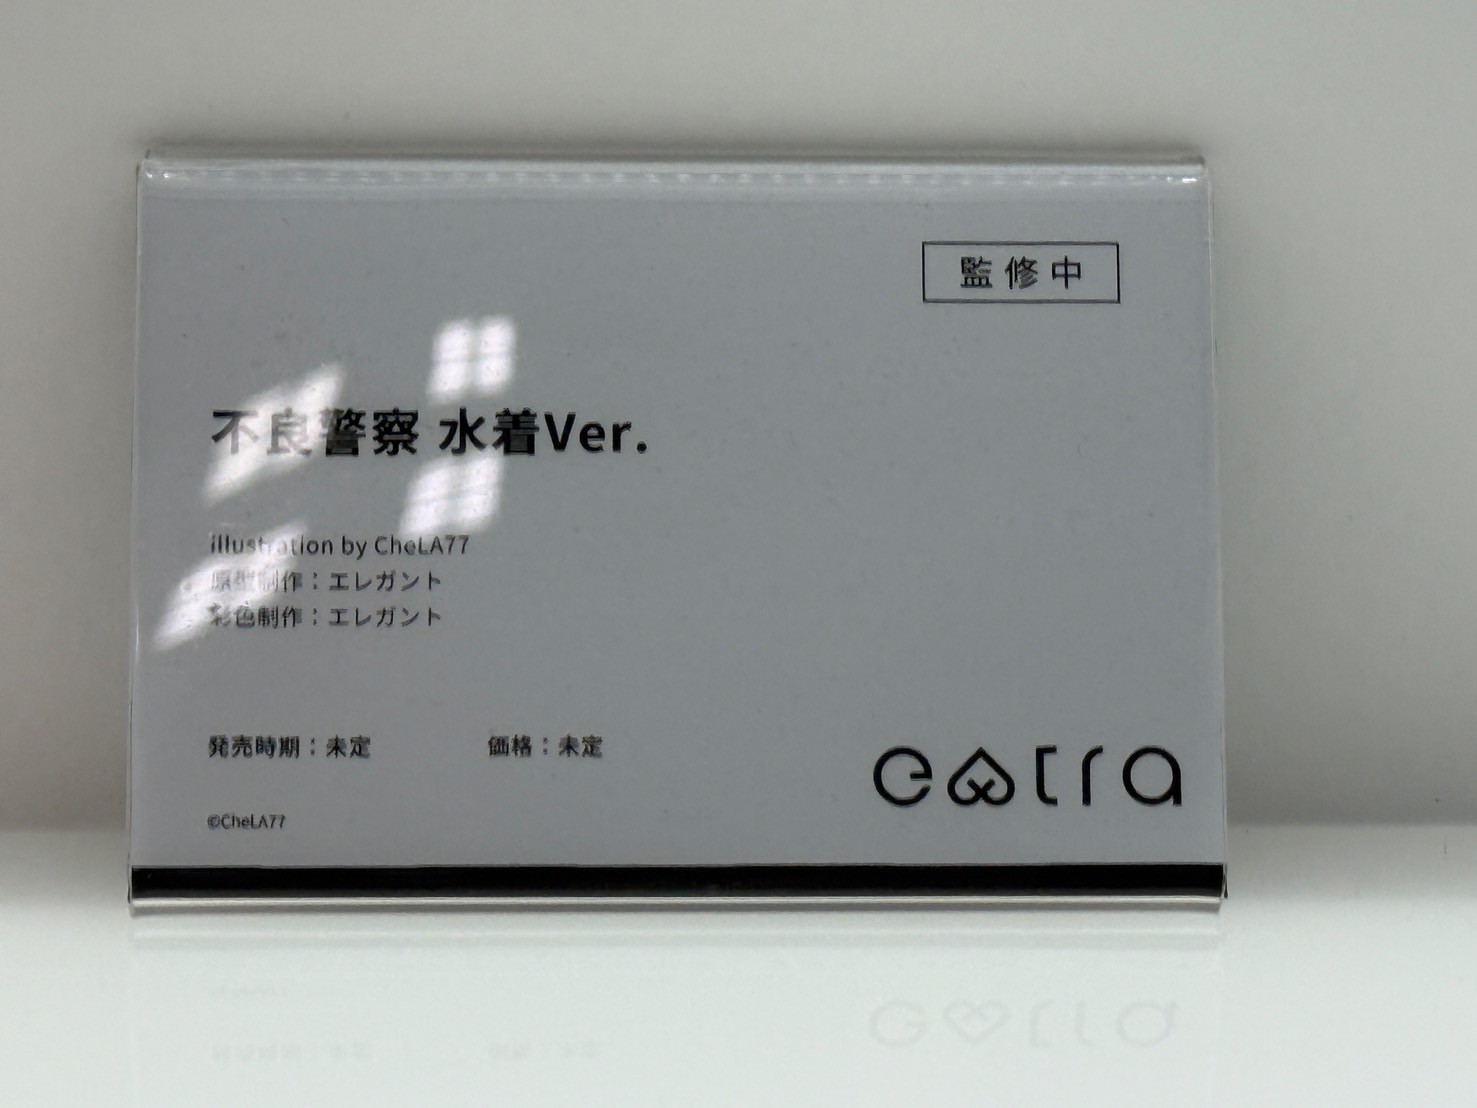 監修中
不良警察 水着Ver.
illustration by CheLA77
原型制作：エレガント
彩色制作：エレガント
発売時期：未定 価格：未定
extra
©CheLA77